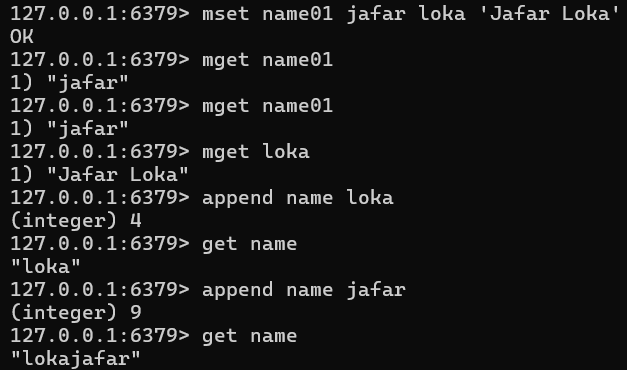 127.0.0.1:6379> mset name01 jafar loka 'Jafar Loka'
OK
127.0.0.1:6379> mget name01
1) "jafar"
127.0.0.1:6379> mget name01
1) "jafar"
127.0.0.1:6379> mget loka
1) "Jafar Loka"
127.0.0.1:6379> append name loka
(integer) 4
127.0.0.1:6379> get name
"loka"
127.0.0.1:6379> append name jafar
(integer) 9
127.0.0.1:6379> get name
"lokajafar"